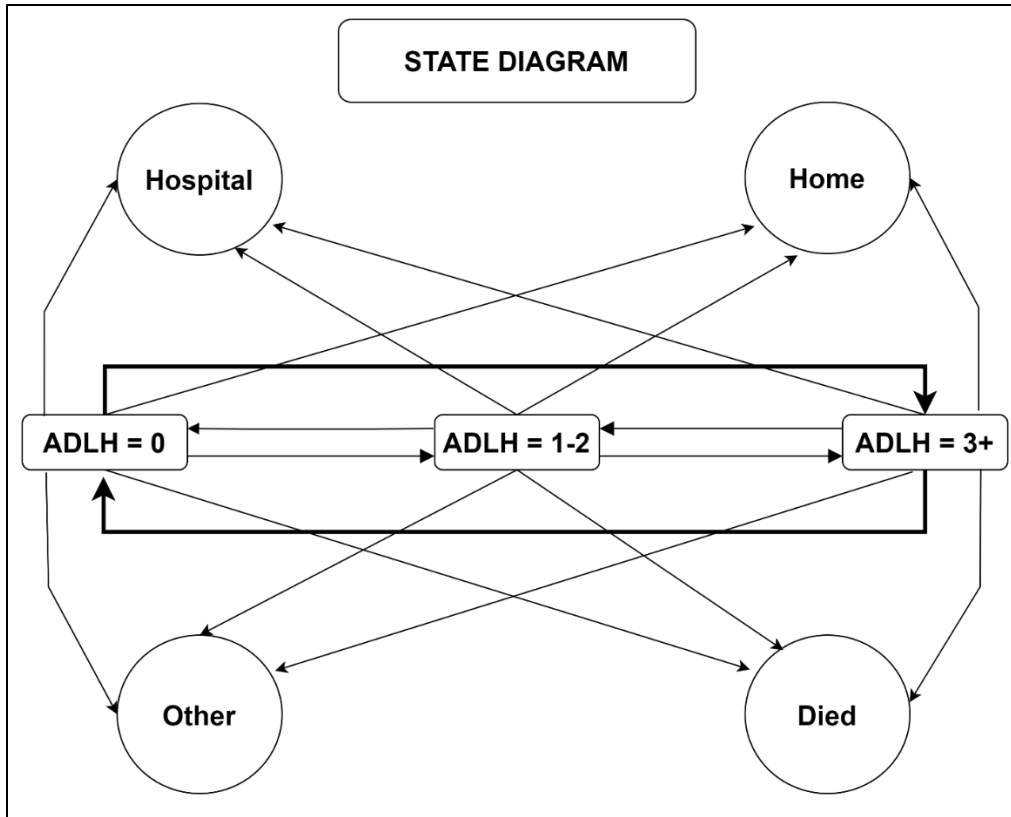 STATE DIAGRAM
Hospital
Home
ADLH = 0
ADLH = 1-2
ADLH = 3+
Other
Died